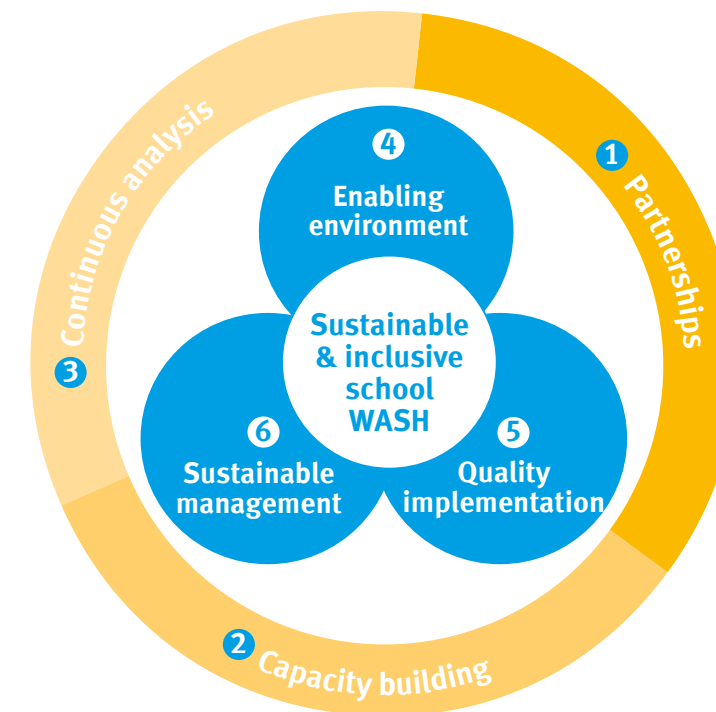 1 Partnerships
2 Capacity building
3 Continuous analysis
4
Enabling
environment
Sustainable
& inclusive
school
WASH
5
Quality
implementation
6
Sustainable
management